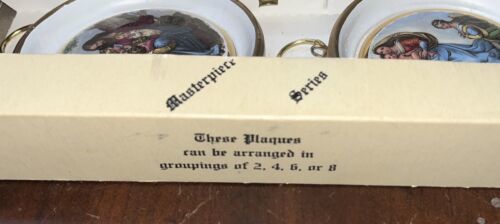 Masterpiece Series
These Plaques
can be arranged in
groupings of 2, 4, 6, or 8